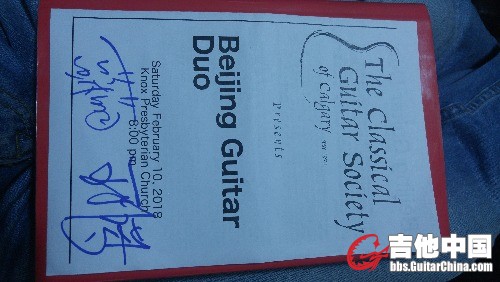 The Classical
Guitar Society
of Calgary
presents
Beijing Guitar
Duo
Saturday February 10, 2018
Knox Presbyterian Church
8:00 pm
吉他中国
bbs.GuitarChina.com